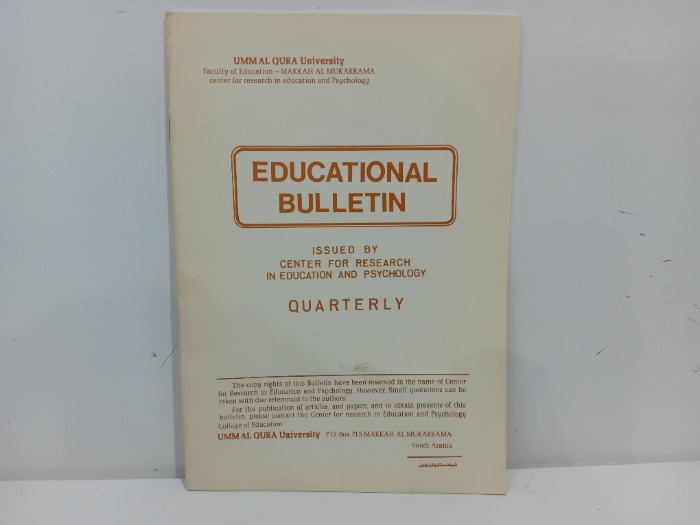 UMM AL QURA University
Faculty of Education – MAKKAH AL MUKARRAMA
center for research in education and Psychology
EDUCATIONAL
BULLETIN
ISSUED BY
CENTER FOR RESEARCH
IN EDUCATION AND PSYCHOLOGY
QUARTERLY
The copy rights of this Bulletin have been reserved in the name of Center
for Research in Education and Psychology. However, Small quotations can be
taken with due references to the authors.
For the publication of articles, and papers, and to obtain presents of this
bulletin, please contact the Center for research in Education and Psychology
College of Education
UMM AL QURA University P.O. Box 715 MAKKAH AL MUKARRAMA
Saudi Arabia